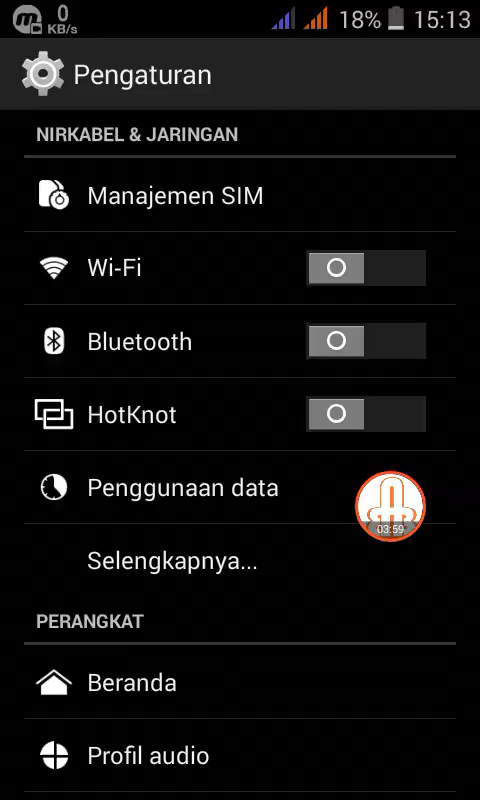 0
KB/s
18%
15:13
Pengaturan
NIRKABEL & JARINGAN
Manajemen SIM
Wi-Fi
Bluetooth
HotKnot
Penggunaan data
03:59
Selengkapnya...
PERANGKAT
Beranda
Profil audio